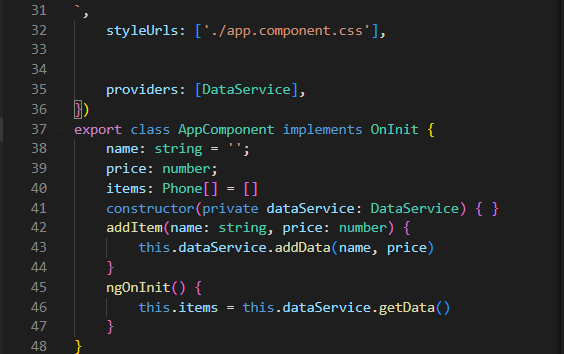 31 `,
32 styleUrls: ['./app.component.css'],
33
34
35 providers: [DataService],
36 })
37 export class AppComponent implements OnInit {
38 name: string = '';
39 price: number;
40 items: Phone[] = []
41 constructor(private dataService: DataService) { }
42 addItem(name: string, price: number) {
43 this.dataService.addData(name, price)
44 }
45 ngOnInit() {
46 this.items = this.dataService.getData()
47 }
48 }